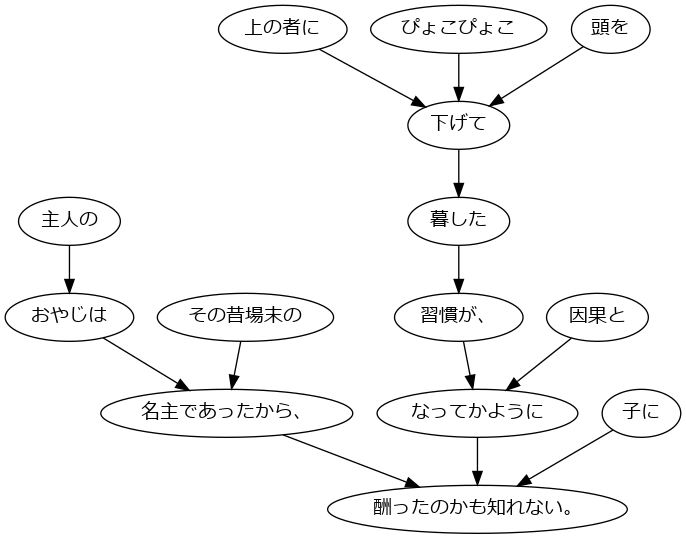 上の者に
ぴょこぴょこ
頭を
下げて
主人の
暮した
おやじは
その昔場末の
習慣が、
因果と
名主であったから、
なってかように
子に
酬ったのかも知れない。